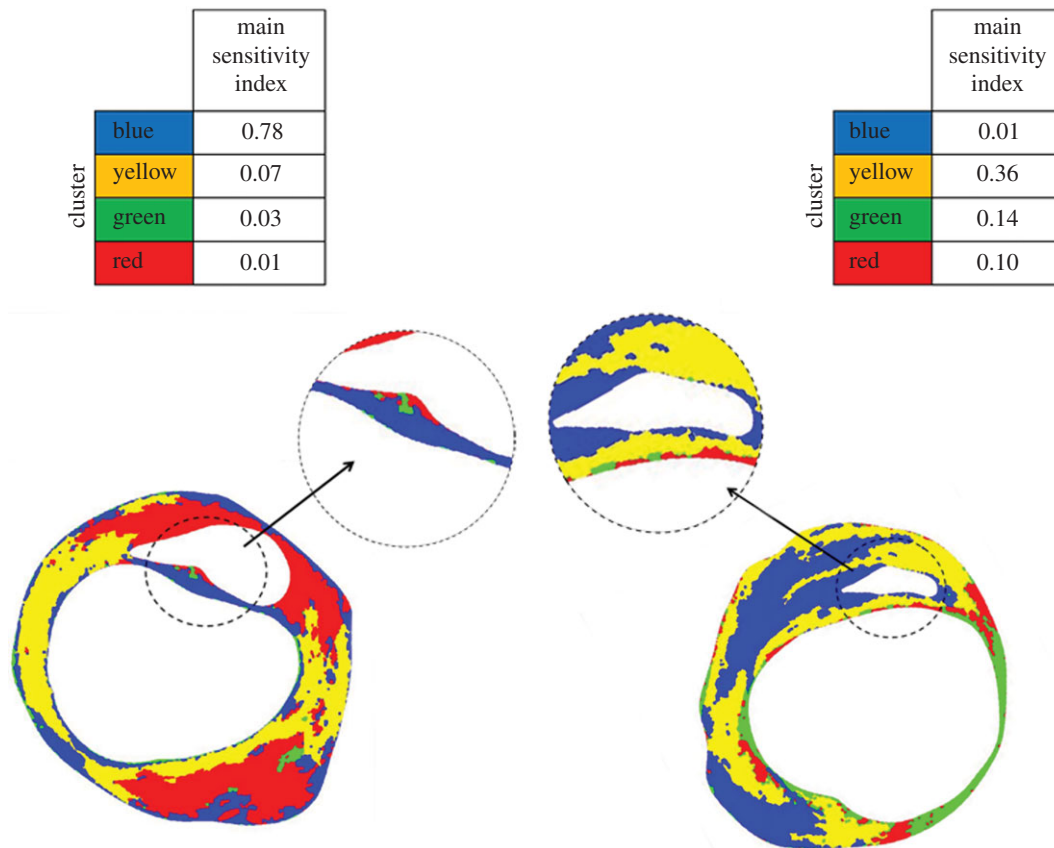 main
sensitivity
index
cluster
blue 0.78
yellow 0.07
green 0.03
red 0.01
main
sensitivity
index
cluster
blue 0.01
yellow 0.36
green 0.14
red 0.10